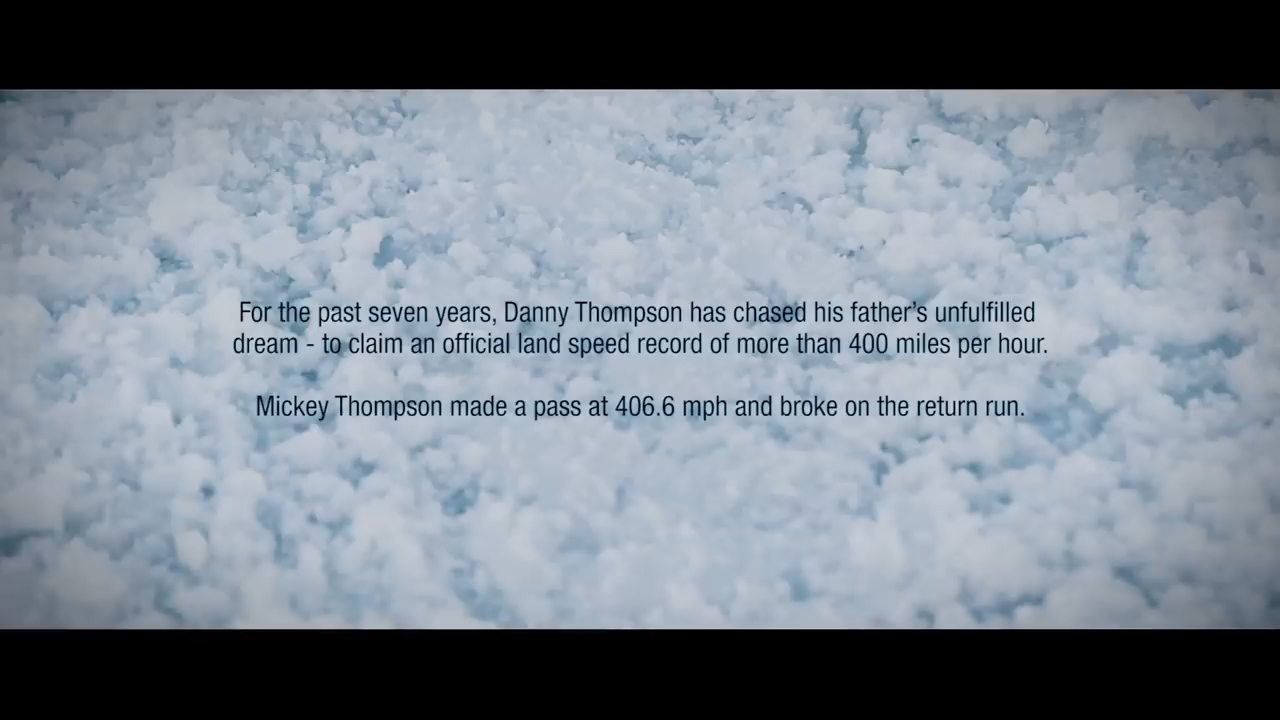 For the past seven years, Danny Thompson has chased his father’s unfulfilled
dream - to claim an official land speed record of more than 400 miles per hour.
Mickey Thompson made a pass at 406.6 mph and broke on the return run.